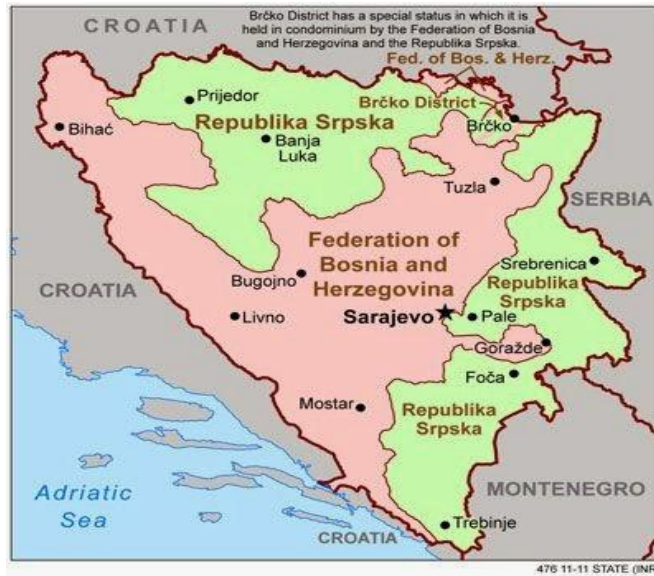 CROATIA
Brčko District has a special status in which it is
held in condominium by the Federation of Bosnia
and Herzegovina and the Republika Srpska.
Fed. of Bos. & Herz.
Prijedor
Brčko District
Bihać
Republika Srpska
Brčko
Banja
Luka
Tuzla
SERBIA
Federation of
Bosnia and
Herzegovina
Srebrenica
Bugojno
CROATIA
Republika
Srpska
Livno
Sarajevo
Pale
Goražde
Foča
Mostar
Republika
Srpska
Adriatic
Sea
MONTENEGRO
Trebinje
CROATIA
476 11-11 STATE (INR